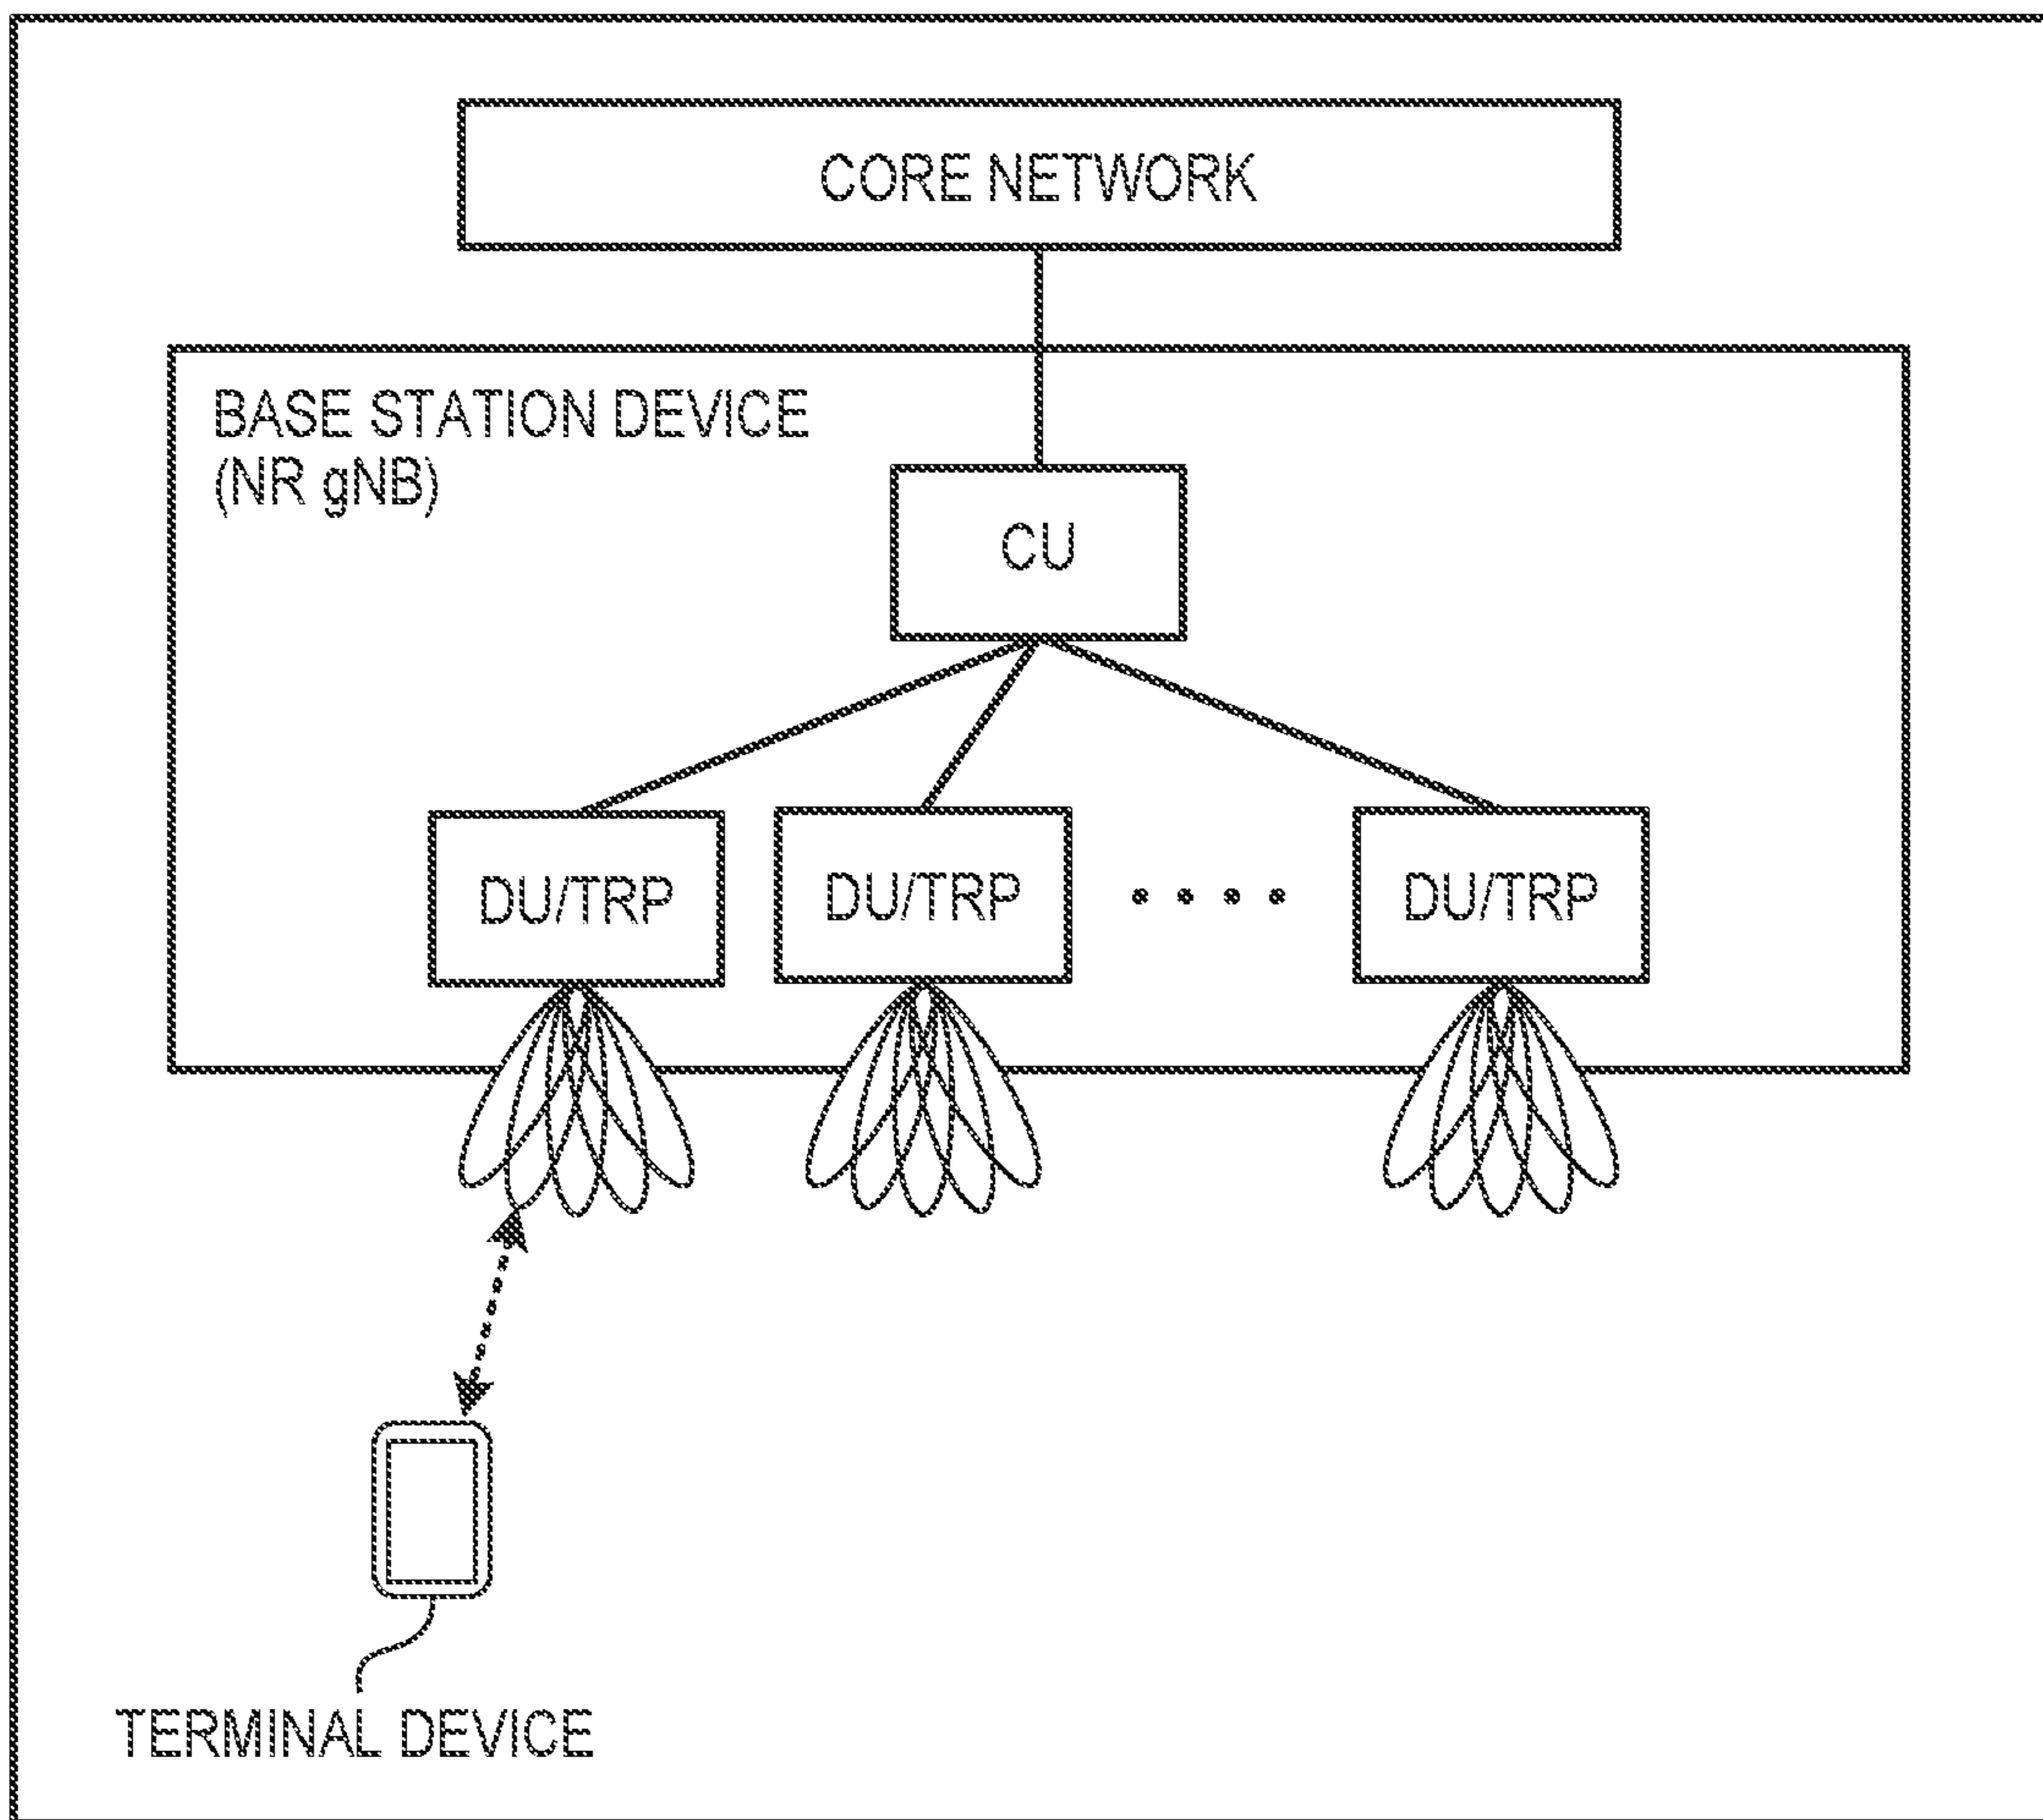 CORE NETWORK
BASE STATION DEVICE
(NR gNB)
CU
DU/TRP
DU/TRP
DU/TRP
TERMINAL DEVICE